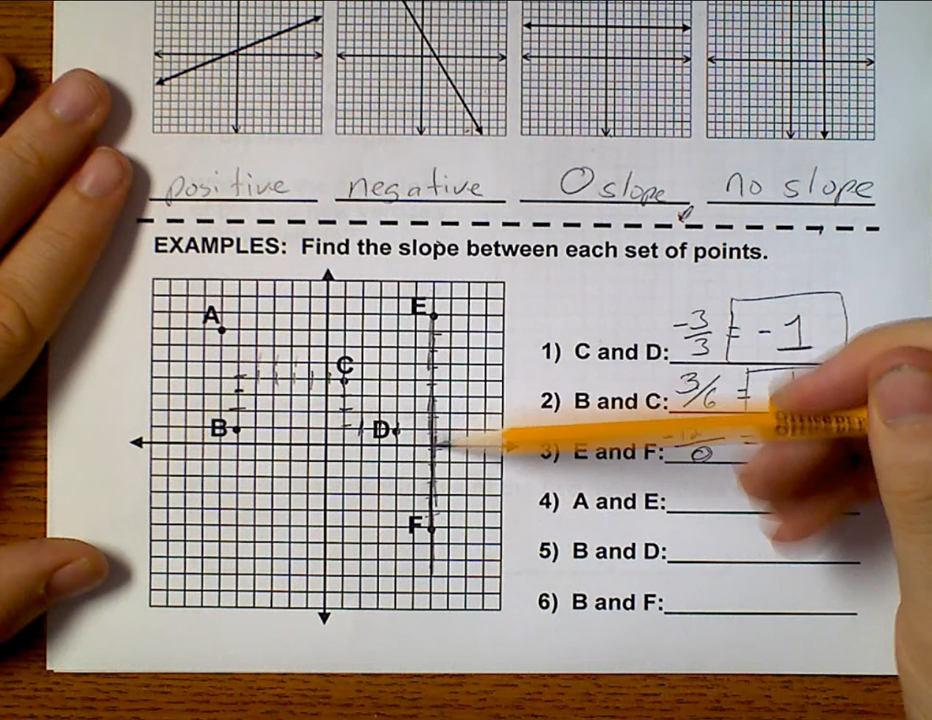 positive negative 0 slope no slope
EXAMPLES: Find the slope between each set of points.
A
E
C
B
D
F
1) C and D: -3/3 = -1
2) B and C: 3/6 =
3) E and F: -12/0 =
4) A and E:
5) B and D:
6) B and F: